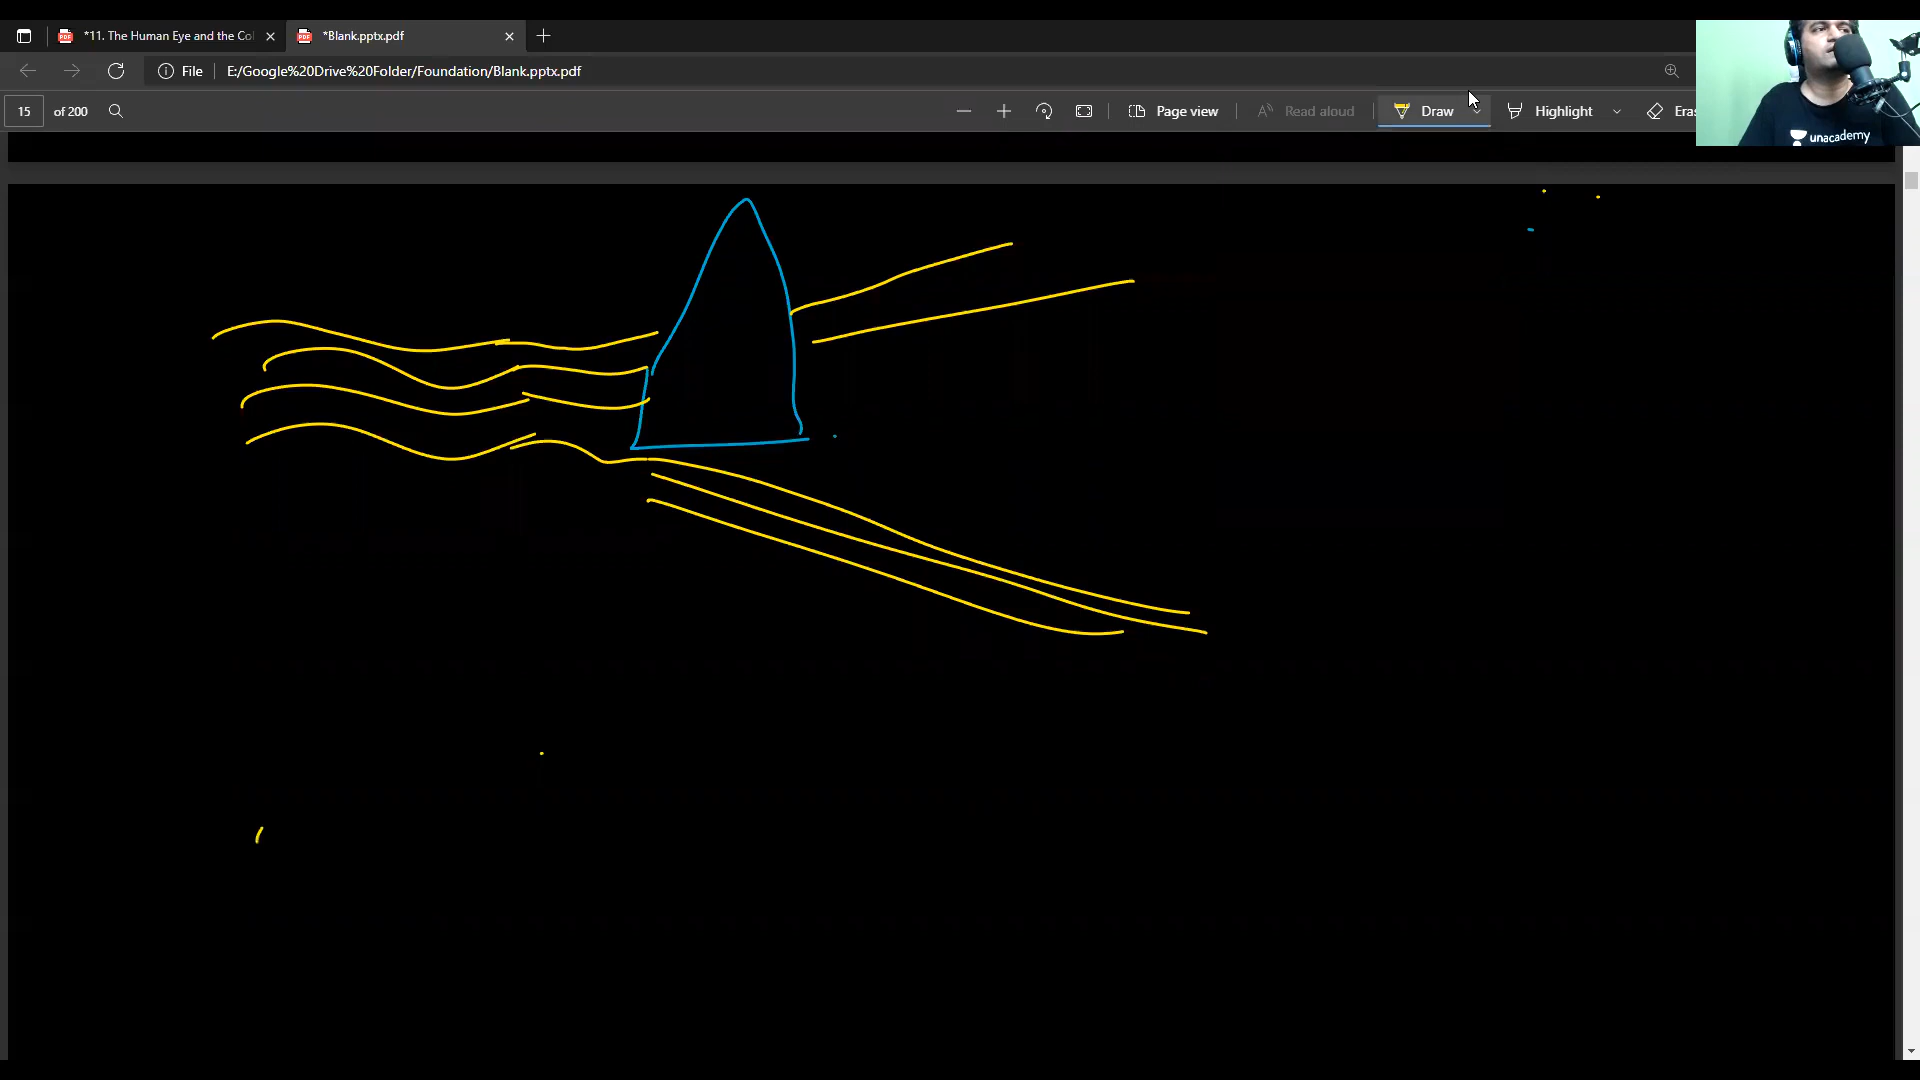 *11. The Human Eye and the Col
*Blank.pptx.pdf
File
E:/Google%20Drive%20Folder/Foundation/Blank.pptx.pdf
15 of 200
Page view
Read aloud
Draw
Highlight
Eras
unacademy